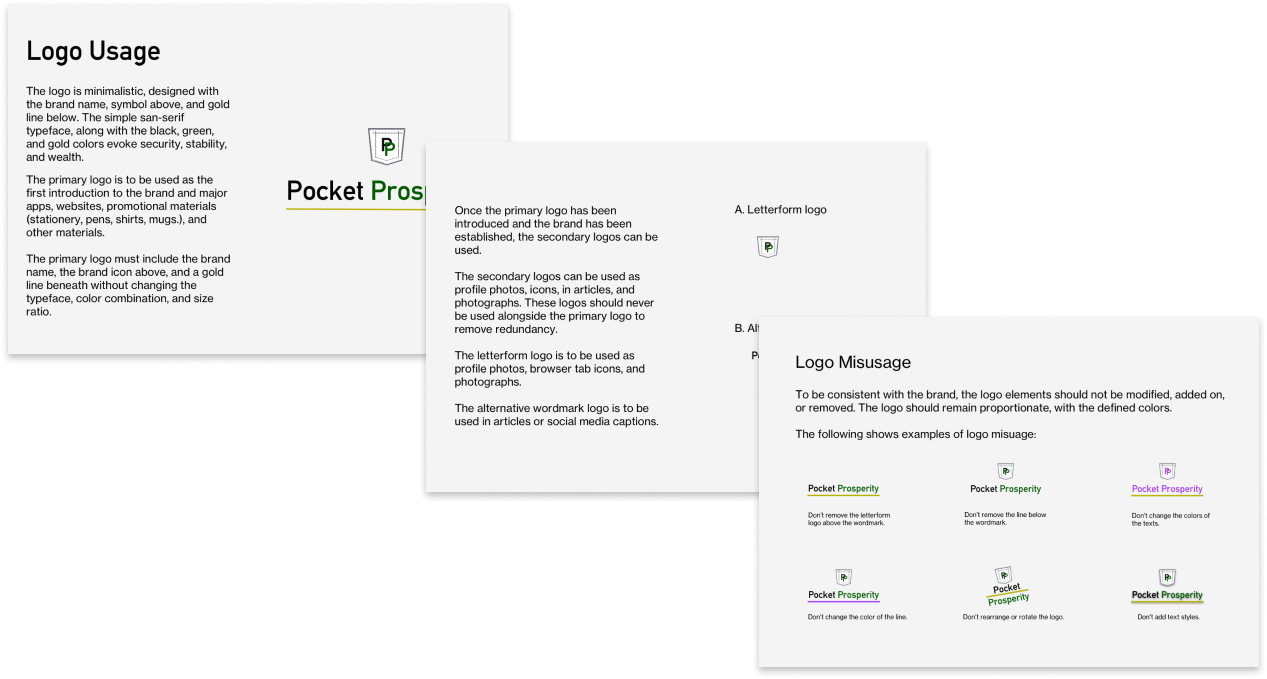 Logo Usage
The logo is minimalistic, designed with
the brand name, symbol above, and gold
line below. The simple san-serif
typeface, along with the black, green,
and gold colors evoke security, stability,
and wealth.
The primary logo is to be used as the
first introduction to the brand and major
apps, websites, promotional materials
(stationery, pens, shirts, mugs.), and
other materials.
The primary logo must include the brand
name, the brand icon above, and a gold
line beneath without changing the
typeface, color combination, and size
ratio.
PP
Pocket Prosp
Once the primary logo has been
introduced and the brand has been
established, the secondary logos can be
used.
The secondary logos can be used as
profile photos, icons, in articles, and
photographs. These logos should never
be used alongside the primary logo to
remove redundancy.
The letterform logo is to be used as
profile photos, browser tab icons, and
photographs.
The alternative wordmark logo is to be
used in articles or social media captions.
A. Letterform logo
PP
B. Al
P
Logo Misusage
To be consistent with the brand, the logo elements should not be modified, added on,
or removed. The logo should remain proportionate, with the defined colors.
The following shows examples of logo misuage:
Pocket Prosperity
Don't remove the letterform
logo above the wordmark.
PP
Pocket Prosperity
Don't remove the line below
the wordmark.
PP
Pocket Prosperity
Don't change the colors of
the texts.
PP
Pocket Prosperity
Don't change the color of the line.
PP
Pocket
Prosperity
Don't rearrange or rotate the logo.
PP
Pocket Prosperity
Don't add text styles.